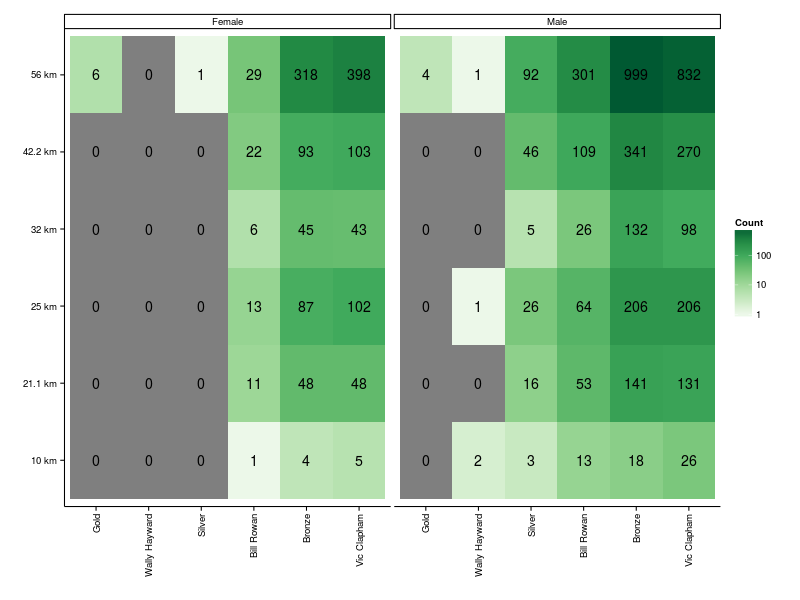 Female Male
56 km 6 0 1 29 318 398 4 1 92 301 999 832
42.2 km 0 0 0 22 93 103 0 0 46 109 341 270
32 km 0 0 0 6 45 43 0 0 5 26 132 98
25 km 0 0 0 13 87 102 0 1 26 64 206 206
21.1 km 0 0 0 11 48 48 0 0 16 53 141 131
10 km 0 0 0 1 4 5 0 2 3 13 18 26
Gold Wally Hayward Silver Bill Rowan Bronze Vic Clapham Gold Wally Hayward Silver Bill Rowan Bronze Vic Clapham
Count
100
10
1